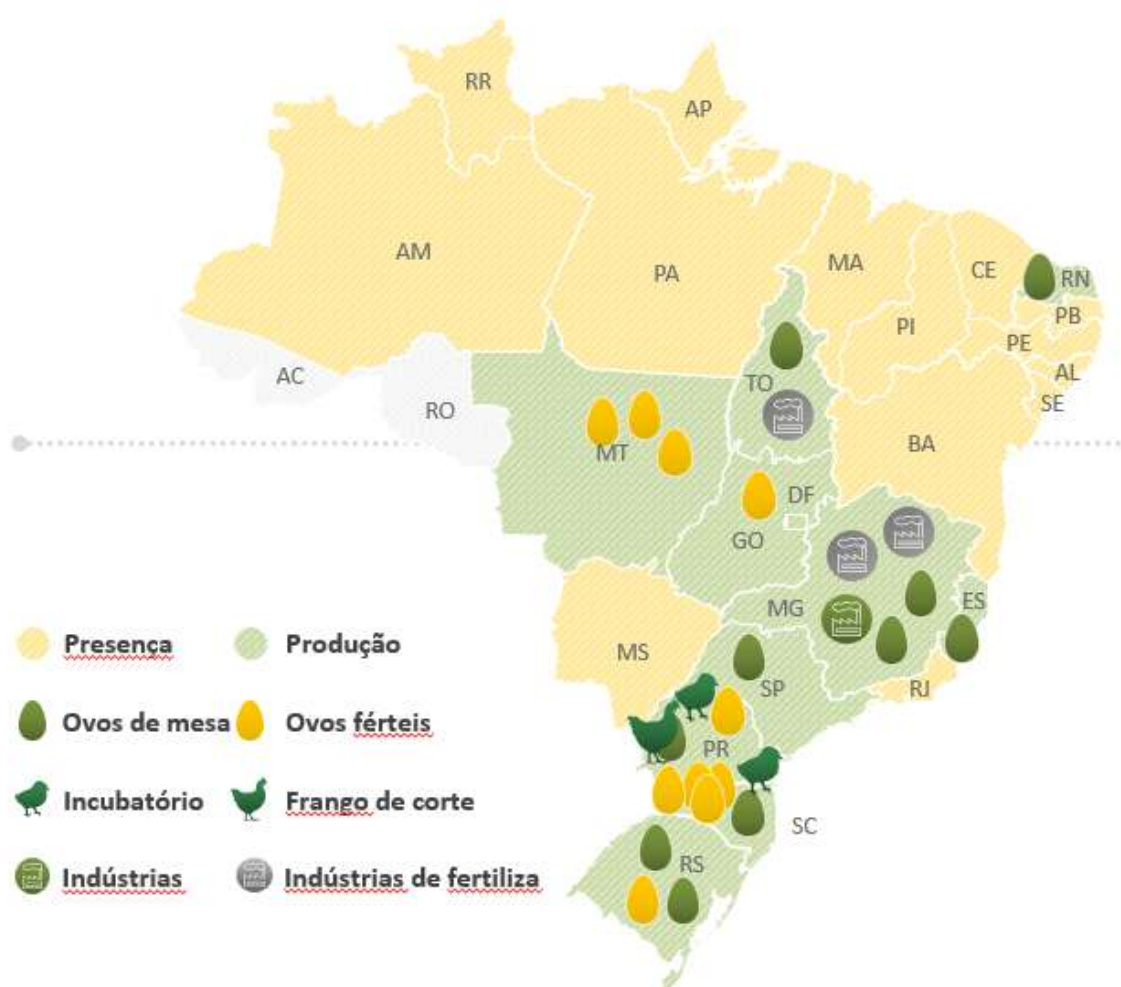 RR
AP
AM
PA
MA
CE
RN
PB
PI
PE
AL
SE
AC
RO
TO
BA
MT
DF
GO
MG
ES
MS
SP
RJ
PR
SC
RS
Presença
Produção
Ovos de mesa
Ovos férteis
Incubatório
Frango de corte
Indústrias
Indústrias de fertiliza